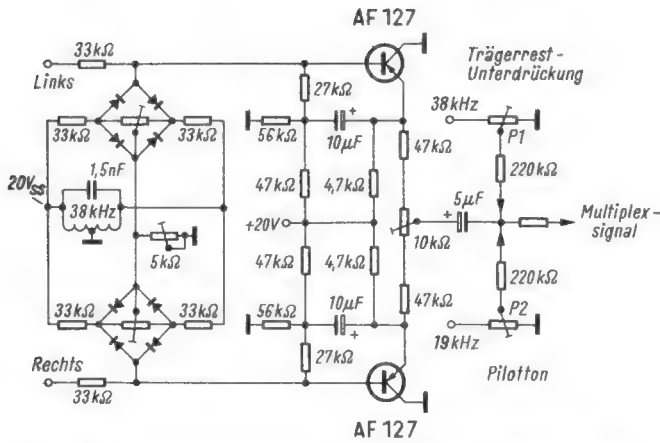 AF 127
33kΩ
Links
Trägerrest-
Unterdrückung
27kΩ
38kHz
P1
33kΩ
33kΩ
56kΩ
10µF
+
47kΩ
220kΩ
1,5nF
20Vss
38kHz
47kΩ
4,7kΩ
+
5µF
+20V
10kΩ
Multiplex-
signal
5kΩ
47kΩ
4,7kΩ
220kΩ
33kΩ
33kΩ
56kΩ
10µF
+
47kΩ
P2
27kΩ
19kHz
Rechts
33kΩ
Pilotton
AF 127